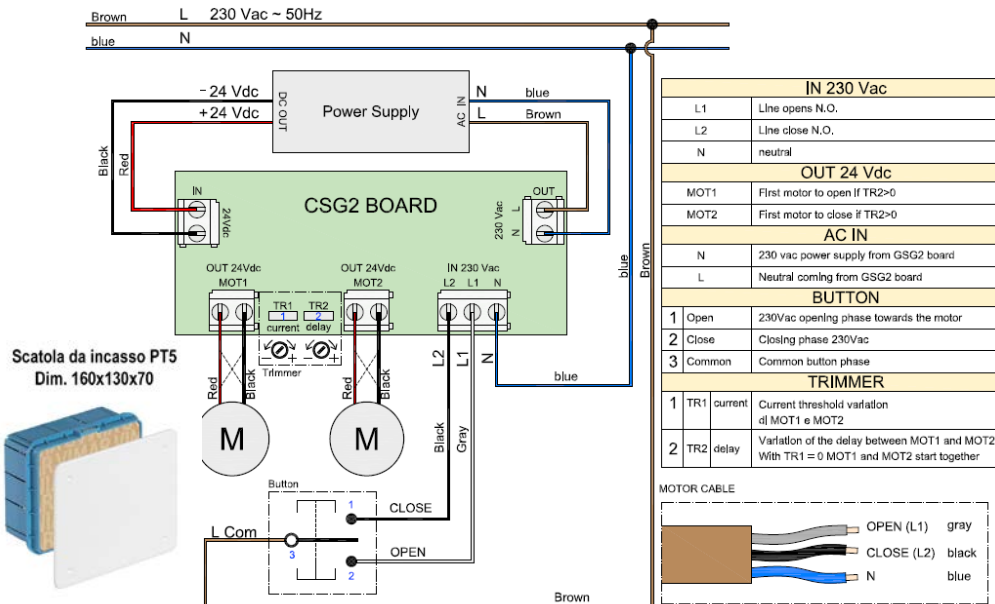 Brown L 230 Vac ~ 50Hz
blue N
- 24 Vdc
+24 Vdc
DC OUT
Power Supply
AC IN
N blue
L Brown
Black
Red
IN
24Vdc
CSG2 BOARD
OUT
230 Vac
L
N
blue
Brown
OUT 24Vdc
MOT1
OUT 24Vdc
MOT2
IN 230 Vac
L2 L1 N
TR1 TR2
1 2
current delay
- + - +
Trimmer
Red
Black
Red
Black
L2
L1
N
blue
M
M
Black
Gray
Scatola da incasso PT5
Dim. 160x130x70
Button
1
CLOSE
L Com
3
OPEN
2
Brown
IN 230 Vac
L1 Line opens N.O.
L2 Line close N.O.
N neutral
OUT 24 Vdc
MOT1 First motor to open if TR2>0
MOT2 First motor to close if TR2>0
AC IN
N 230 vac power supply from GSG2 board
L Neutral coming from GSG2 board
BUTTON
1 Open 230Vac opening phase towards the motor
2 Close Closing phase 230Vac
3 Common Common button phase
TRIMMER
1 TR1 current Current threshold variation
di MOT1 e MOT2
2 TR2 delay Variation of the delay between MOT1 and MOT2
With TR1 = 0 MOT1 and MOT2 start together
MOTOR CABLE
OPEN (L1) gray
CLOSE (L2) black
N blue